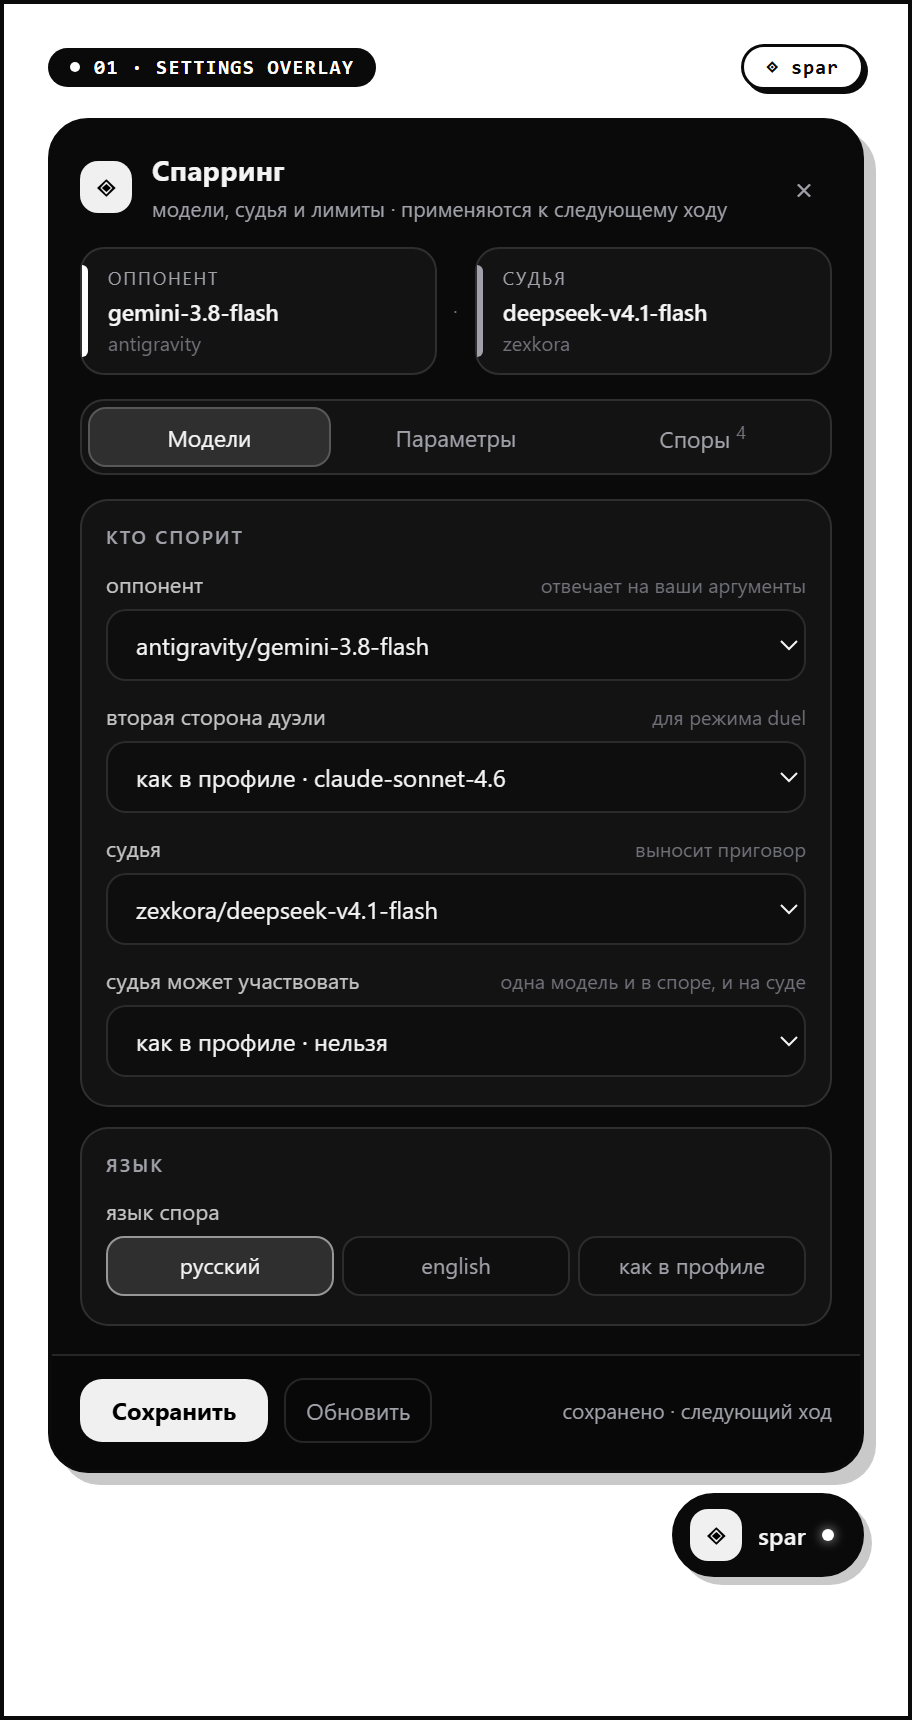 01 · SETTINGS OVERLAY
spar
Спарринг
модели, судья и лимиты · применяются к следующему ходу
ОППОНЕНТ
gemini-3.8-flash
antigravity
·
СУДЬЯ
deepseek-v4.1-flash
zexkora
Модели
Параметры
Споры 4
КТО СПОРИТ
оппонент
отвечает на ваши аргументы
antigravity/gemini-3.8-flash
вторая сторона дуэли
для режима duel
как в профиле · claude-sonnet-4.6
судья
выносит приговор
zexkora/deepseek-v4.1-flash
судья может участвовать
одна модель и в споре, и на суде
как в профиле · нельзя
ЯЗЫК
язык спора
русский
english
как в профиле
Сохранить
Обновить
сохранено · следующий ход
spar